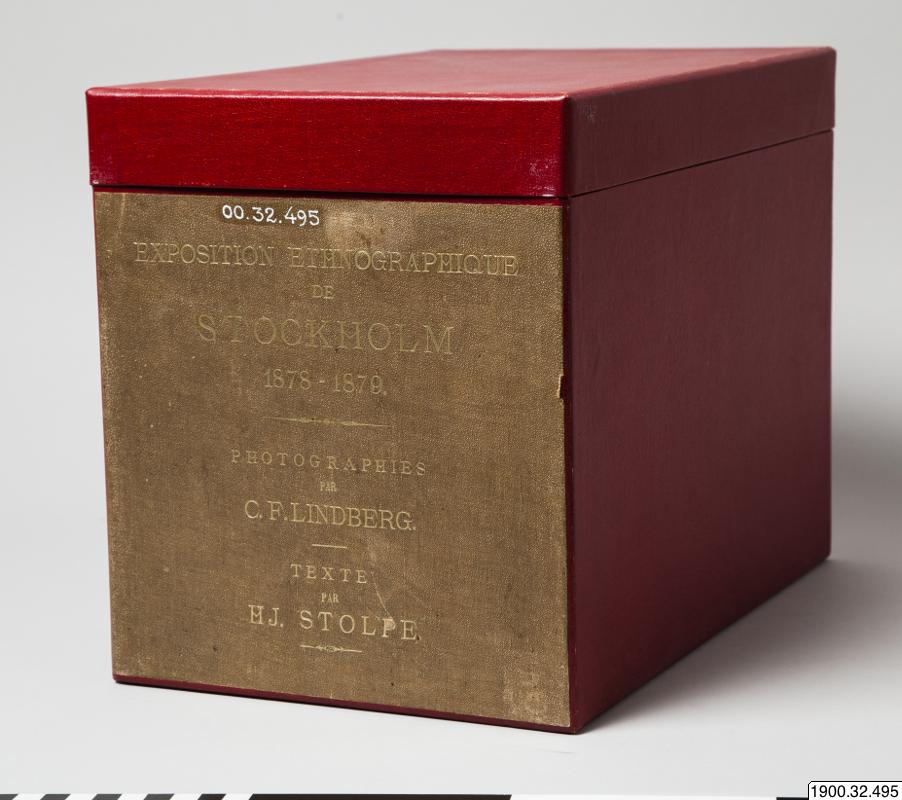 00.32.495
EXPOSITION ETHNOGRAPHIQUE
DE
STOCKHOLM
1878-1879.
PHOTOGRAPHIES
PAR
C. F. LINDBERG.
TEXTE
PAR
HJ. STOLPE.
1900.32.495